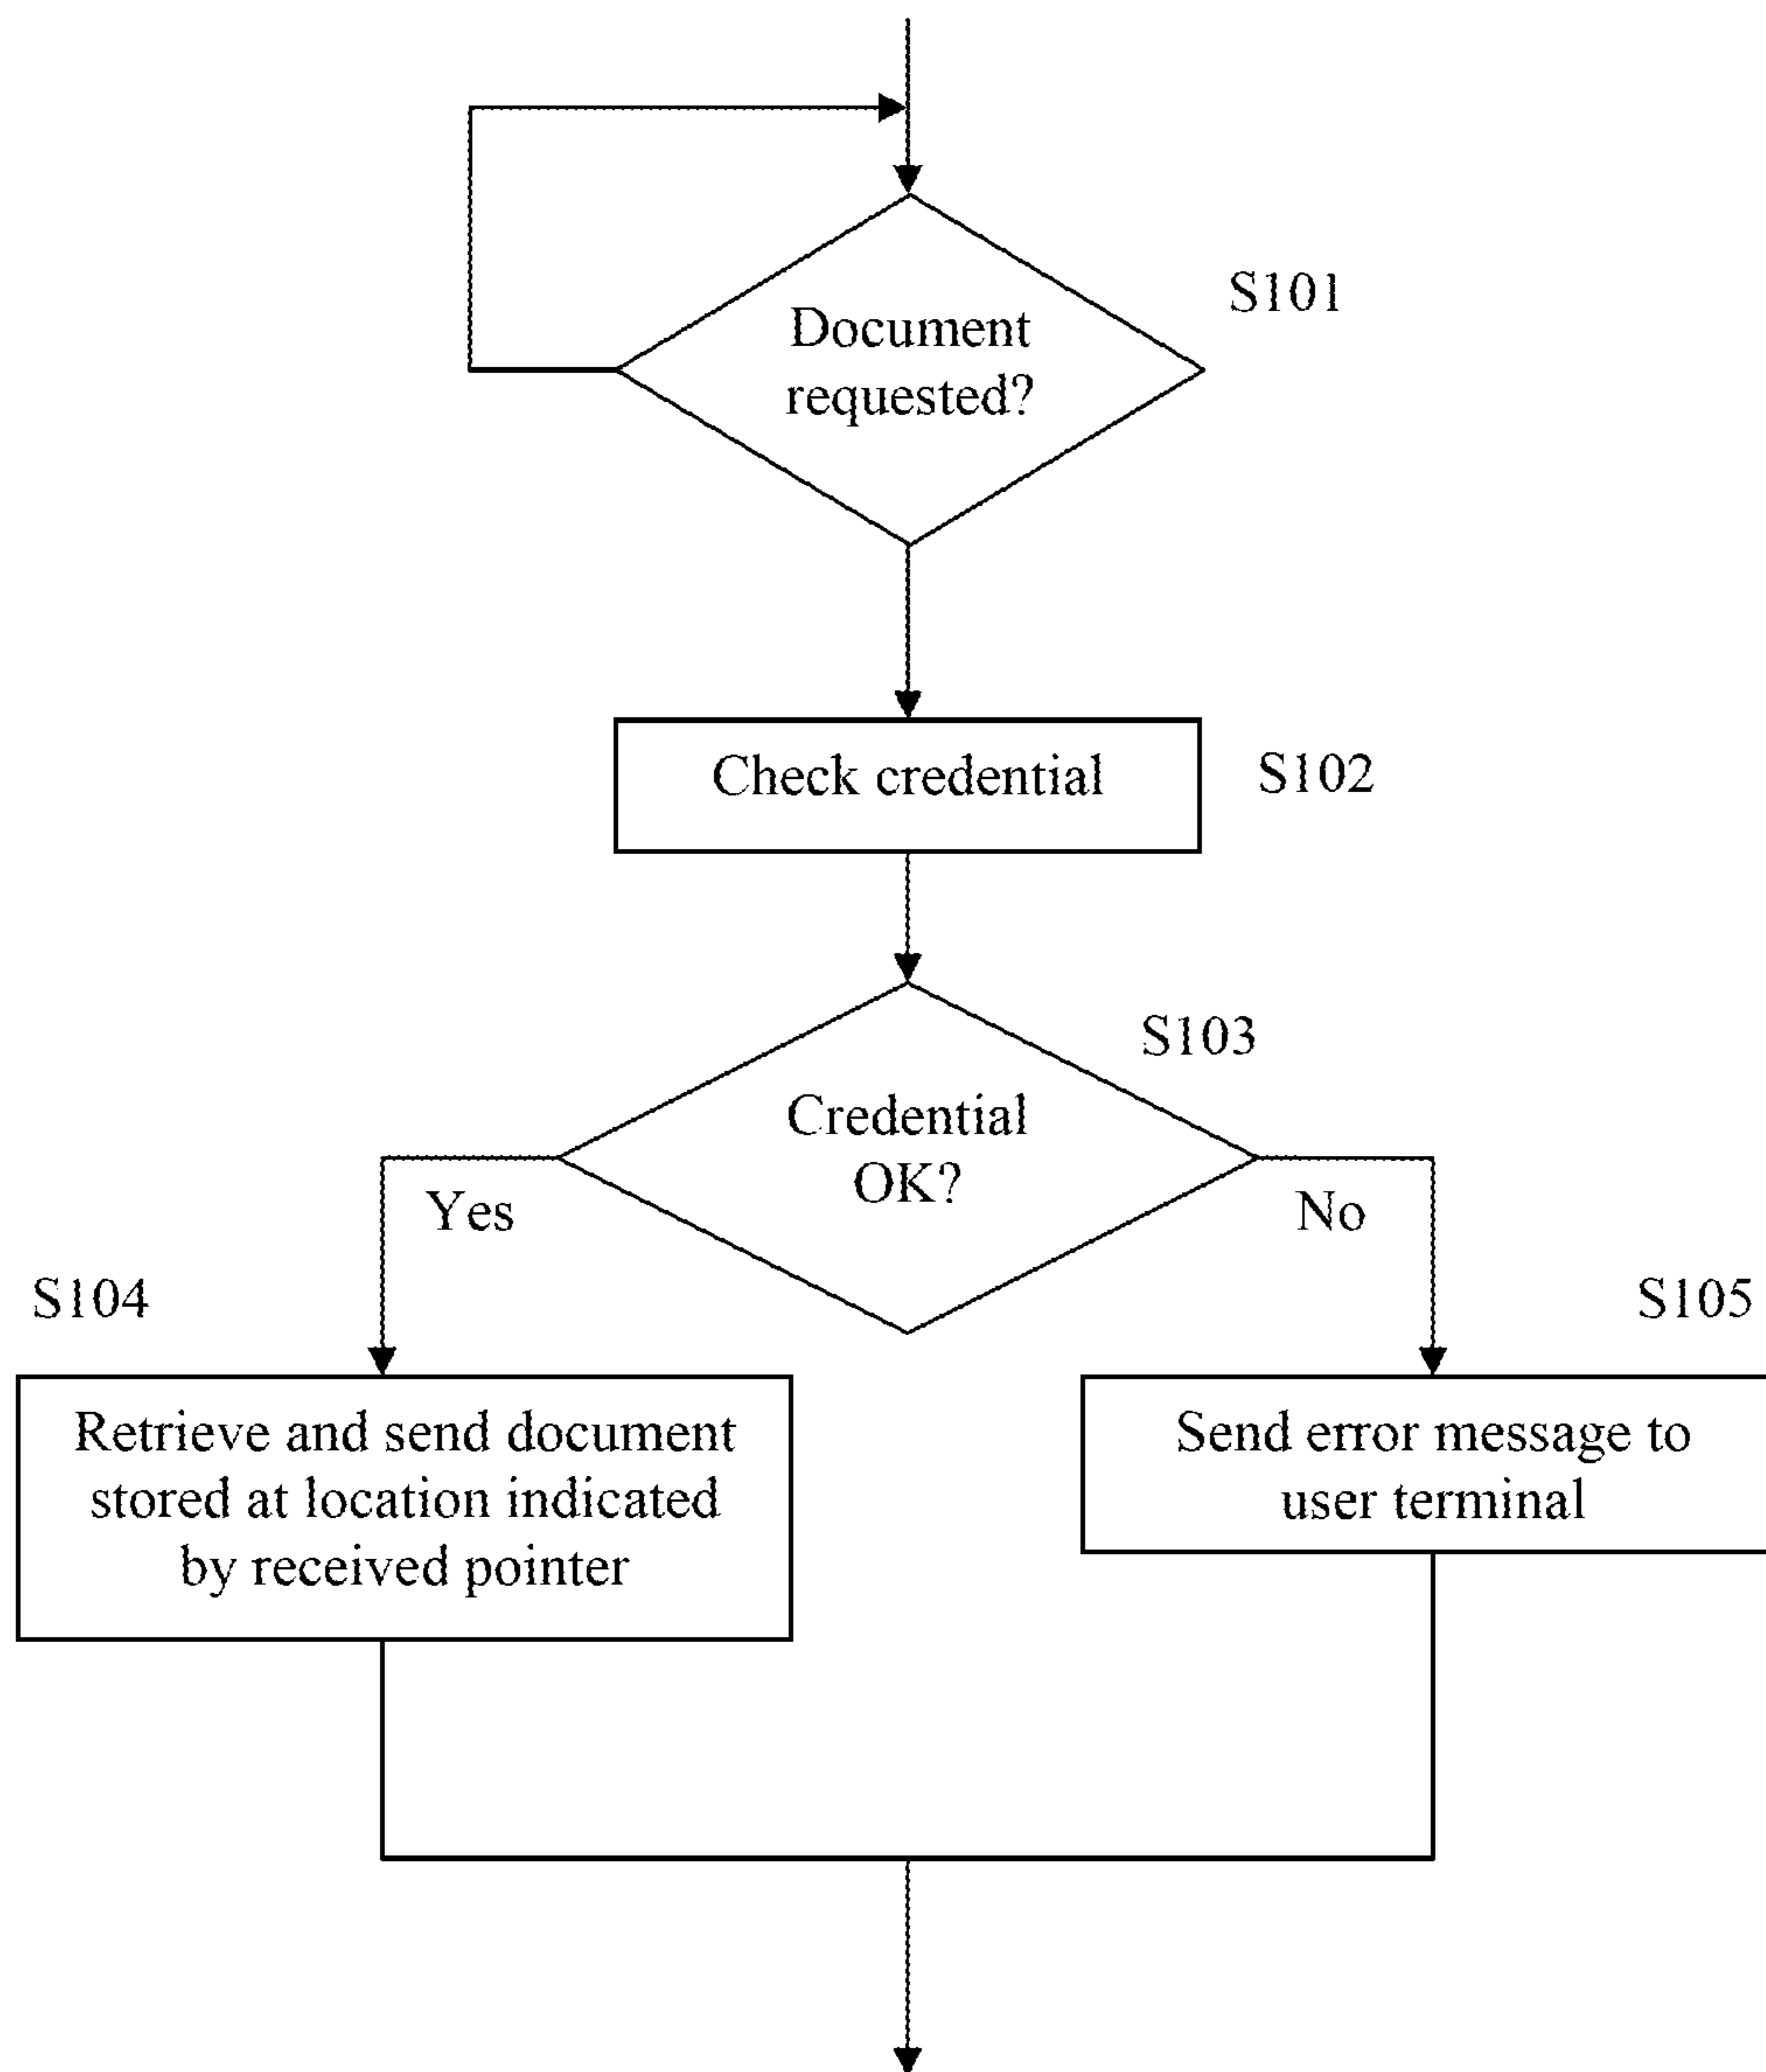 S101
Document
requested?
Check credential
S102
S103
Credential
OK?
Yes
No
S104
S105
Retrieve and send document
stored at location indicated
by received pointer
Send error message to
user terminal